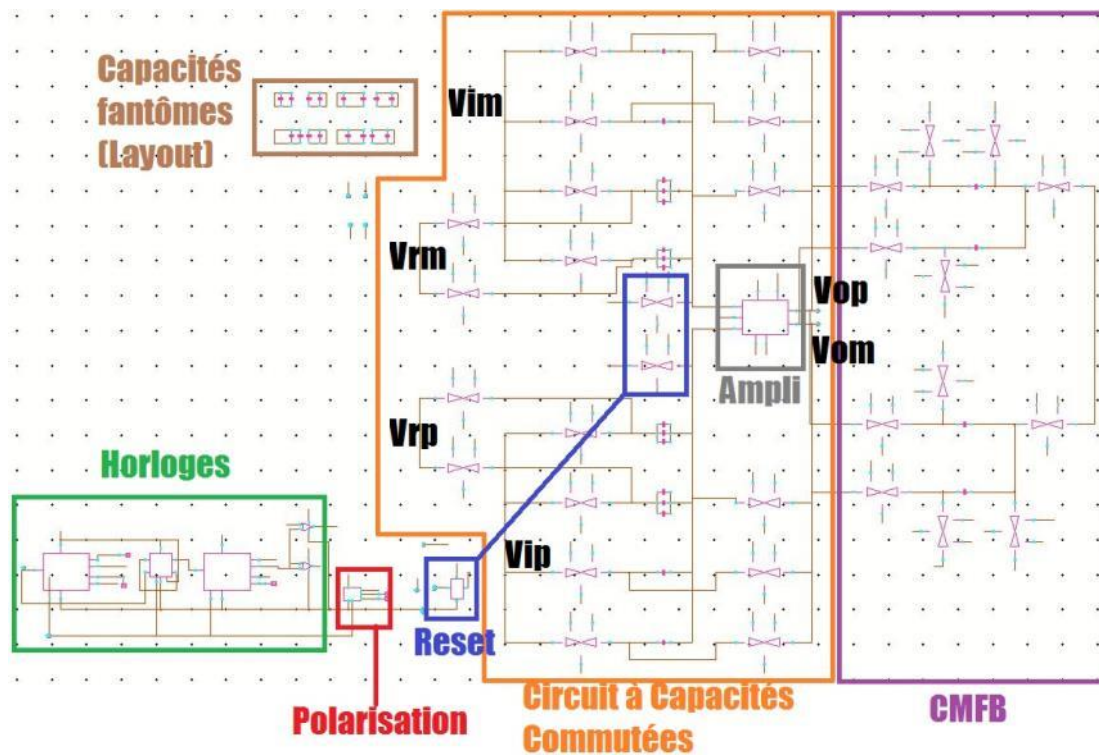 Capacités
fantômes
(Layout)
Vim
Vrm
Vop
Vom
Ampli
Vrp
Horloges
Vip
Reset
Polarisation
Circuit à Capacités
Commutées
CMFB